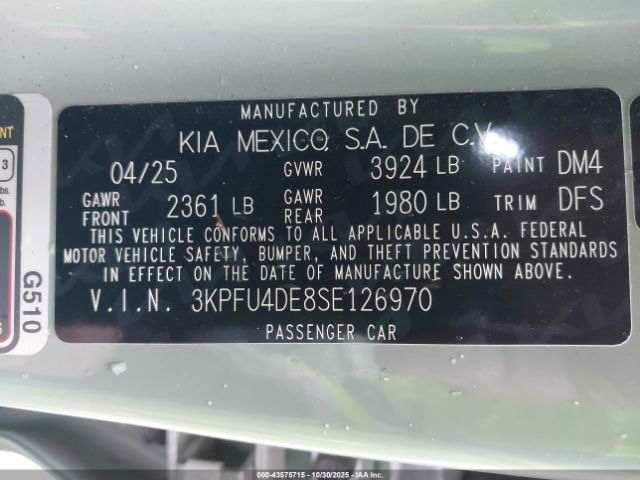 MANUFACTURED BY
KIA MEXICO, S.A. DE C.V.
04/25 GVWR 3924 LB PAINT DM4
GAWR FRONT 2361 LB GAWR REAR 1980 LB TRIM DFS
THIS VEHICLE CONFORMS TO ALL APPLICABLE U.S.A. FEDERAL
MOTOR VEHICLE SAFETY, BUMPER, AND THEFT PREVENTION STANDARDS
IN EFFECT ON THE DATE OF MANUFACTURE SHOWN ABOVE.
V.I.N. 3KPFU4DE8SE126970
PASSENGER CAR
G510
3
000-43575715 - 10/30/2025 - IAA Inc.